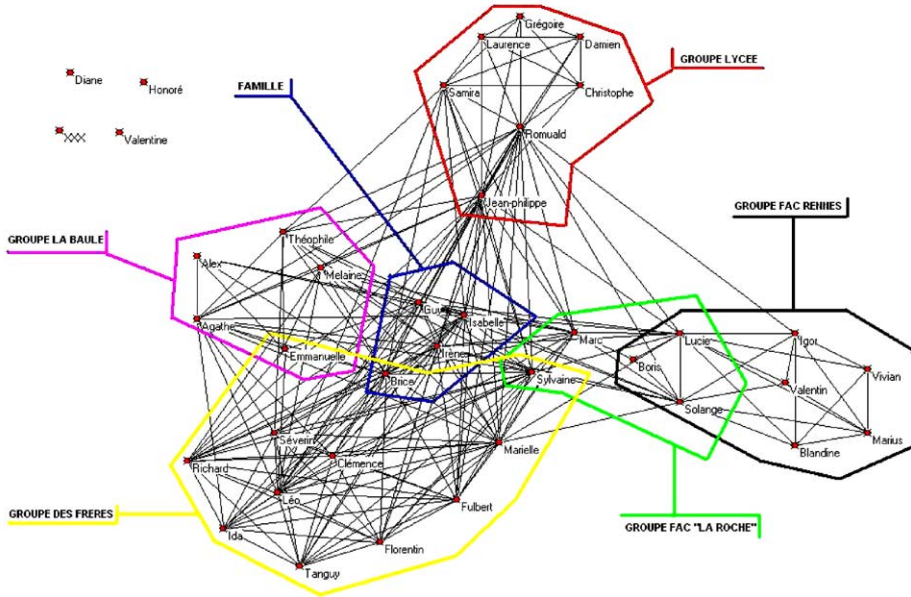 Grégoire
Laurence
Damien
GROUPE LYCEE
Diane
Honoré
FAMILLE
Samira
Christophe
XXX
Valentine
Romuald
Jean-philippe
GROUPE FAC RENNES
GROUPE LA BAULE
Théophile
Alex
Melaine
Guy
Isabelle
Agathe
Emmanuelle
Irène
Marc
Lucie
Igor
Boris
Brice
Sylvaine
Valentin
Vivian
Solange
Séverin
Marielle
Marius
Richard
Clémence
Blandine
Léo
Fulbert
GROUPE DES FRERES
Ida
GROUPE FAC "LA ROCHE"
Florentin
Tanguy